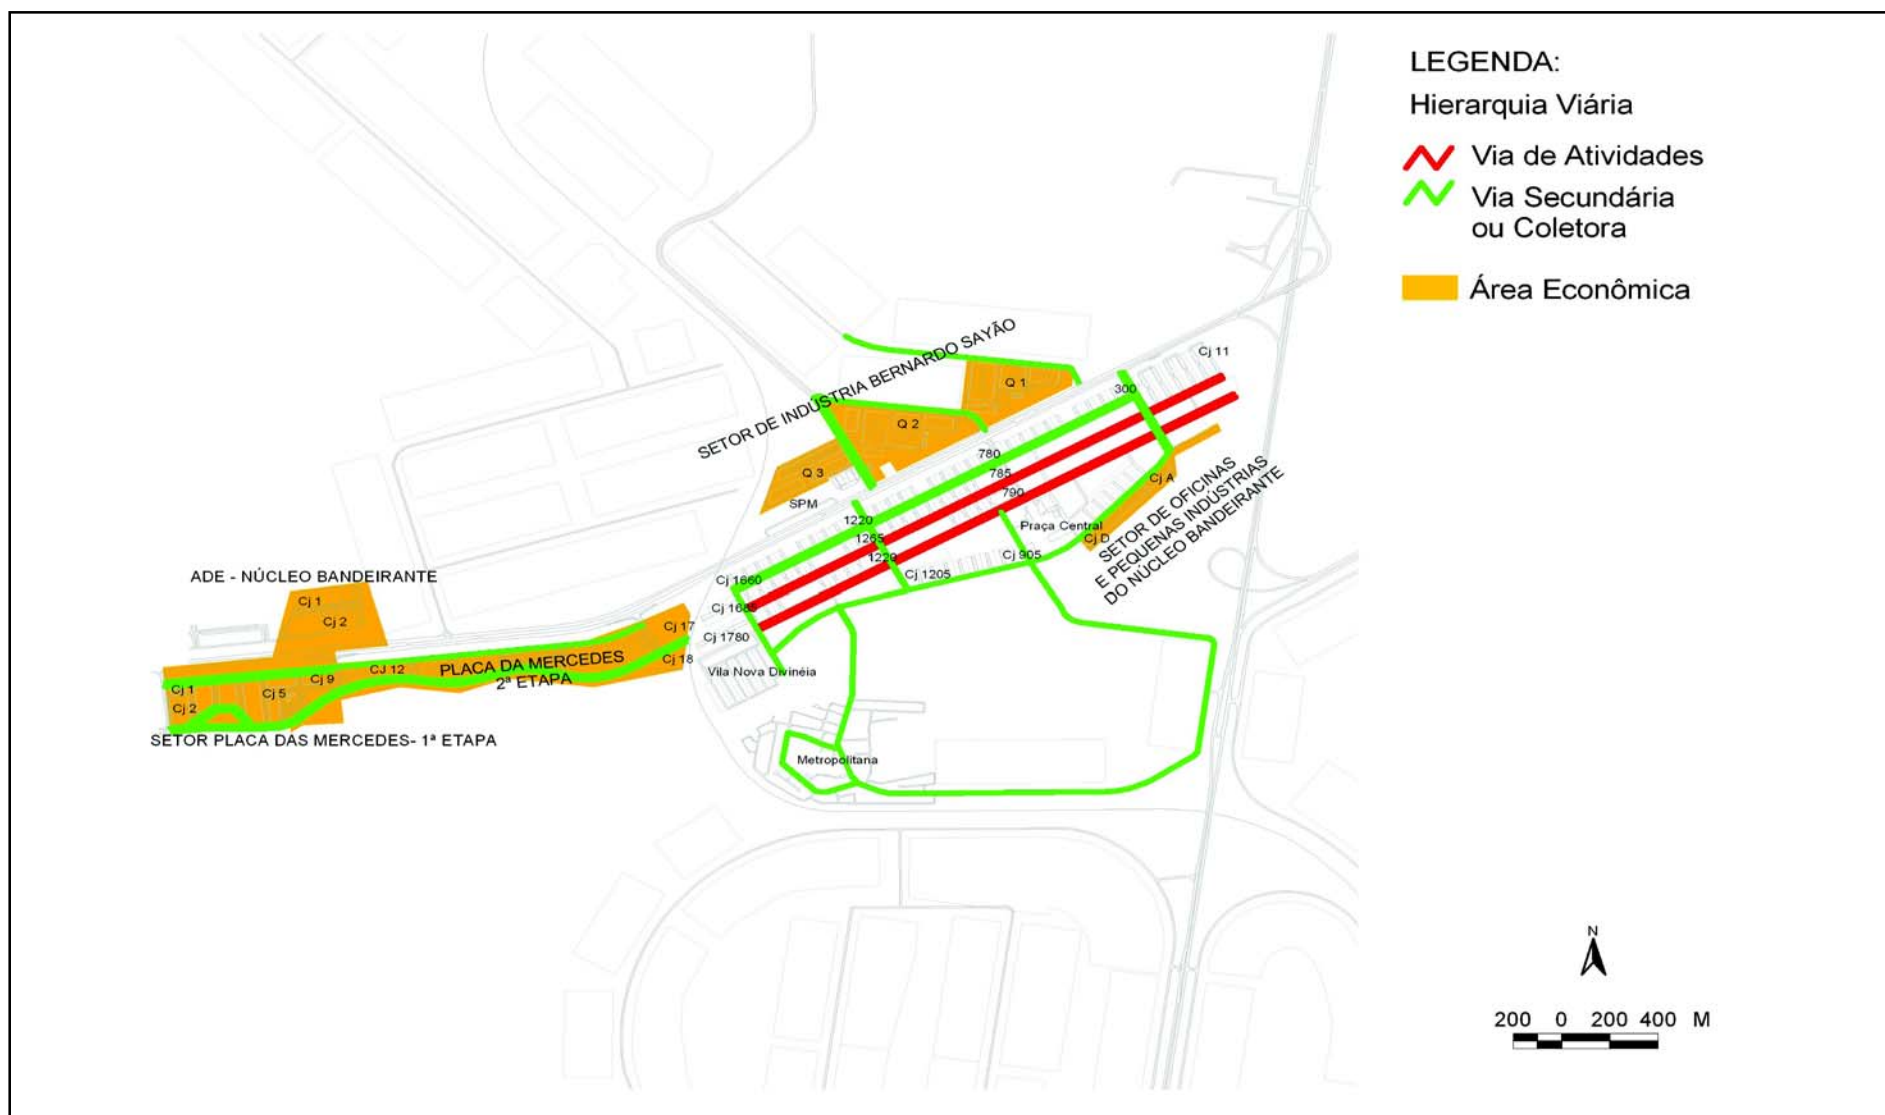 LEGENDA:
Hierarquia Viária
Via de Atividades
Via Secundária
ou Coletora
Área Econômica
SETOR DE INDÚSTRIA BERNARDO SAYÃO
Cj 11
Q 1
300
Q 2
780
785
790
Q 3
SPM
Cj A
SETOR DE OFICINAS
E PEQUENAS INDÚSTRIAS
DO NÚCLEO BANDEIRANTE
Praça Central
Cj D
1220
1265
1220
Cj 905
Cj 1205
Cj 1660
Cj 1685
Cj 1780
ADE - NÚCLEO BANDEIRANTE
Cj 1
Cj 2
Cj 17
Cj 18
PLACA DA MERCEDES
2ª ETAPA
CJ 12
Cj 9
Cj 5
Cj 1
Cj 2
Vila Nova Divinéia
SETOR PLACA DAS MERCEDES- 1ª ETAPA
Metropolitana
N
200 0 200 400 M